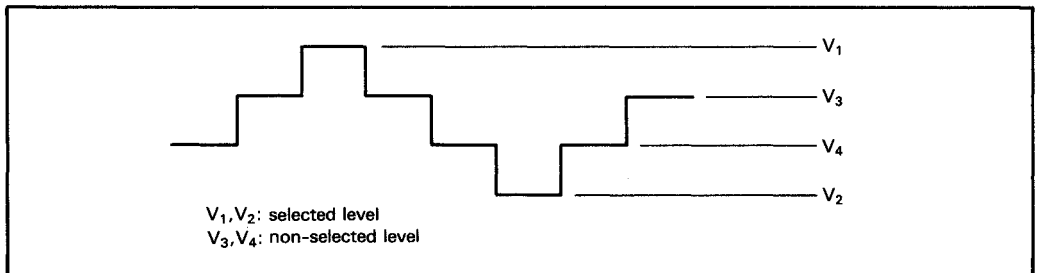 V₁
V₃
V₄
V₂
V₁,V₂: selected level
V₃,V₄: non-selected level